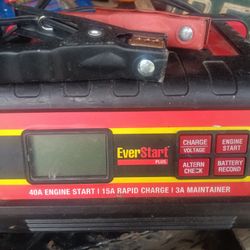 EverStart
PLUS
CHARGE
VOLTAGE
ENGINE
START
ALTERN
CHECK
BATTERY
RECOND
40A ENGINE START | 15A RAPID CHARGE | 3A MAINTAINER